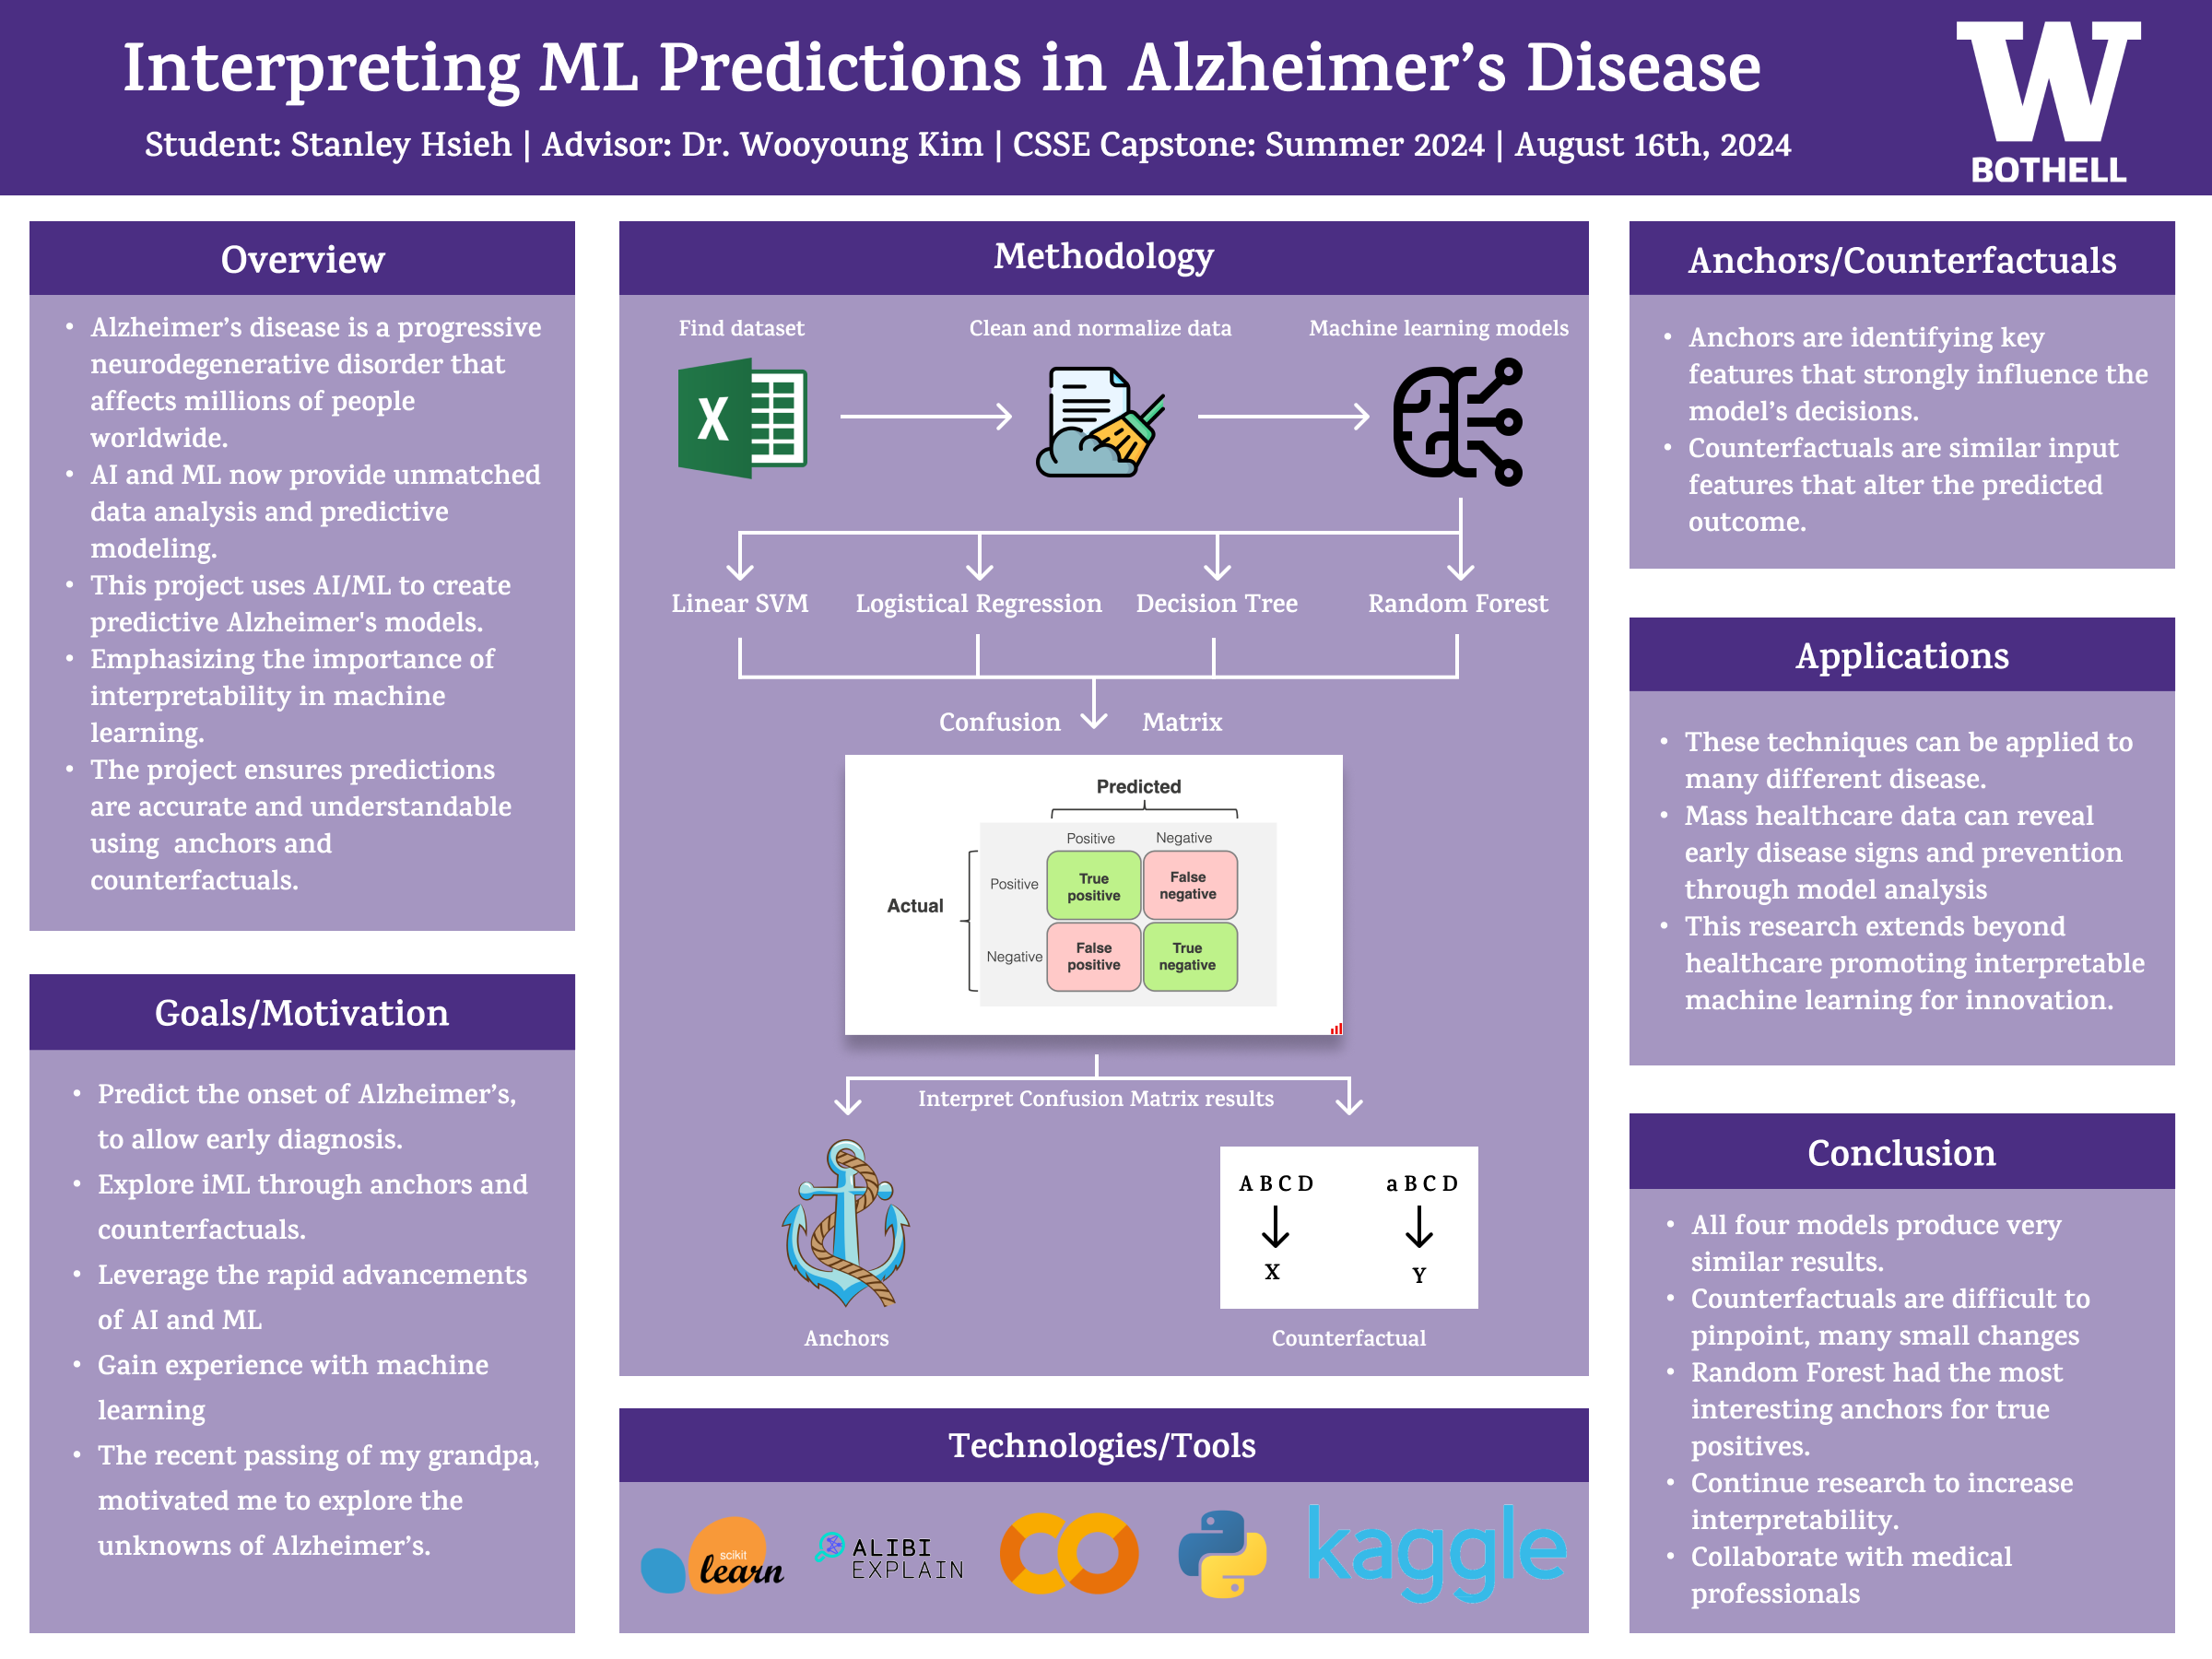 Interpreting ML Predictions in Alzheimer’s Disease
Student: Stanley Hsieh | Advisor: Dr. Wooyoung Kim | CSSE Capstone: Summer 2024 | August 16th, 2024
W
BOTHELL
Overview
• Alzheimer’s disease is a progressive
neurodegenerative disorder that
affects millions of people
worldwide.
• AI and ML now provide unmatched
data analysis and predictive
modeling.
• This project uses AI/ML to create
predictive Alzheimer's models.
• Emphasizing the importance of
interpretability in machine
learning.
• The project ensures predictions
are accurate and understandable
using anchors and
counterfactuals.
Goals/Motivation
• Predict the onset of Alzheimer’s,
to allow early diagnosis.
• Explore iML through anchors and
counterfactuals.
• Leverage the rapid advancements
of AI and ML
• Gain experience with machine
learning
• The recent passing of my grandpa,
motivated me to explore the
unknowns of Alzheimer’s.
Methodology
Find dataset
Clean and normalize data
Machine learning models
X
Linear SVM
Logistical Regression
Decision Tree
Random Forest
Confusion Matrix
Predicted
Positive
Negative
Actual
Positive
True
positive
False
negative
Negative
False
positive
True
negative
Interpret Confusion Matrix results
A B C D
a B C D
X
Y
Anchors
Counterfactual
Technologies/Tools
scikit
learn
ALIBI
EXPLAIN
kaggle
Anchors/Counterfactuals
• Anchors are identifying key
features that strongly influence the
model’s decisions.
• Counterfactuals are similar input
features that alter the predicted
outcome.
Applications
• These techniques can be applied to
many different disease.
• Mass healthcare data can reveal
early disease signs and prevention
through model analysis
• This research extends beyond
healthcare promoting interpretable
machine learning for innovation.
Conclusion
• All four models produce very
similar results.
• Counterfactuals are difficult to
pinpoint, many small changes
• Random Forest had the most
interesting anchors for true
positives.
• Continue research to increase
interpretability.
• Collaborate with medical
professionals